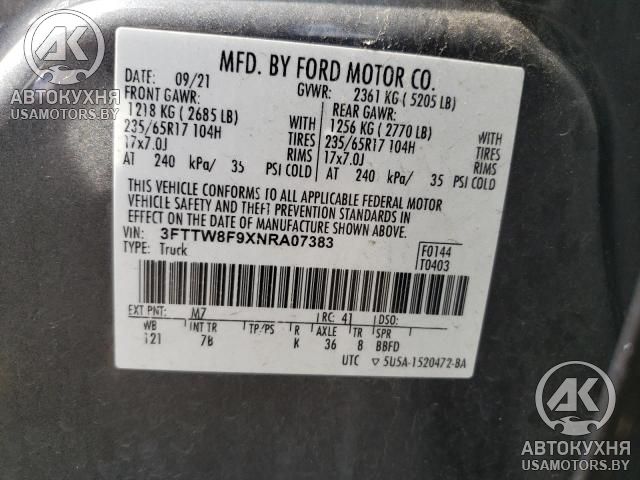 АВТОКУХНЯ
USAMOTORS.BY
MFD. BY FORD MOTOR CO.
DATE: 09/21 GVWR: 2361 KG ( 5205 LB)
FRONT GAWR: REAR GAWR:
1218 KG ( 2685 LB) WITH 1256 KG ( 2770 LB) WITH
235/65R17 104H TIRES 235/65R17 104H TIRES
17x7.0J RIMS 17x7.0J RIMS
AT 240 kPa/ 35 PSI COLD AT 240 kPa/ 35 PSI COLD
THIS VEHICLE CONFORMS TO ALL APPLICABLE FEDERAL MOTOR
VEHICLE SAFETY AND THEFT PREVENTION STANDARDS IN
EFFECT ON THE DATE OF MANUFACTURE SHOWN ABOVE.
VIN: 3FTTW8F9XNRA07383
TYPE: Truck
F0144
T0403
EXT PNT: M7 RC: 41 DSO:
WB INT TR TP/PS R AXLE TR SPR
121 7B K 36 8 BBFD
UTC ▽ 5U5A-1520472-BA
AK
АВТОКУХНЯ
USAMOTORS.BY